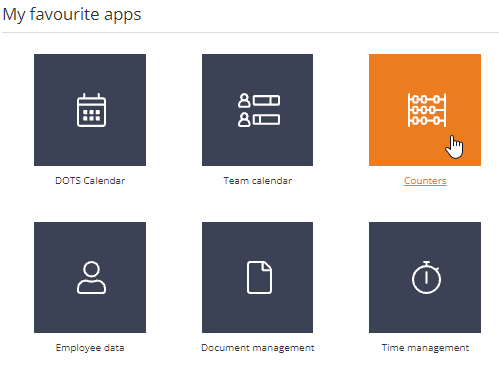 My favourite apps
DOTS Calendar
Team calendar
Counters
Employee data
Document management
Time management